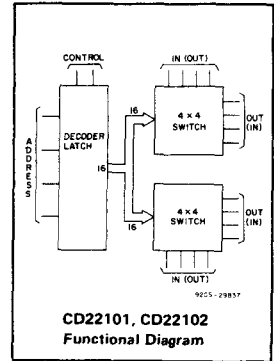 CONTROL
IN (OUT)
ADDRESS
DECODER
LATCH
16
16
16
4 × 4
SWITCH
OUT
(IN)
4 × 4
SWITCH
OUT
(IN)
IN (OUT)
92CS-29837
CD22101, CD22102
Functional Diagram